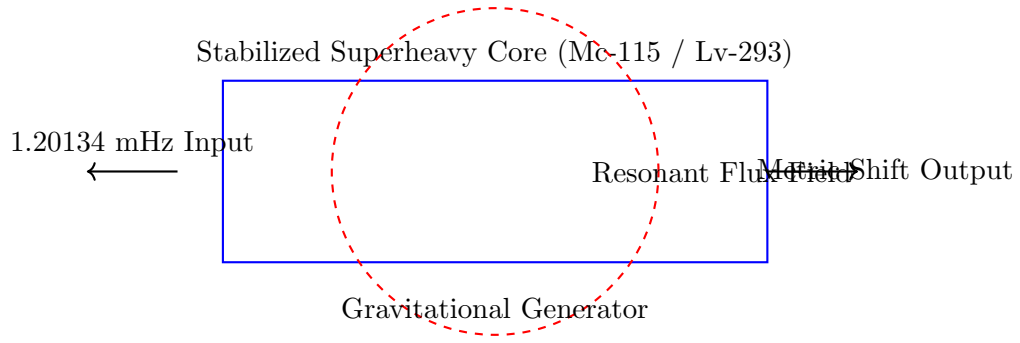 Stabilized Superheavy Core (Mc-115 / Lv-293)
1.20134 mHz Input
Resonant Flux Field
Metric Shift Output
Gravitational Generator